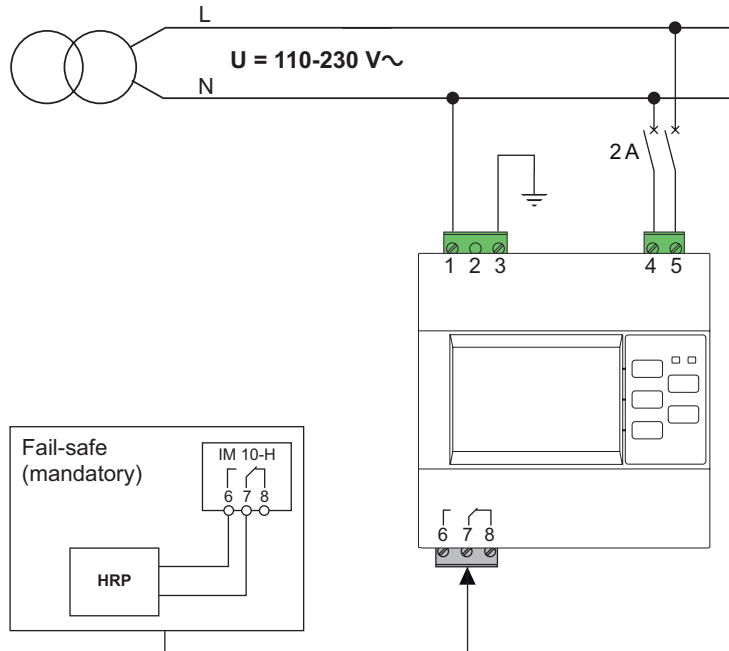 L
U = 110-230 V∼
N
2 A
1 2 3
4 5
Fail-safe
(mandatory)
IM 10-H
6 7 8
HRP
6 7 8